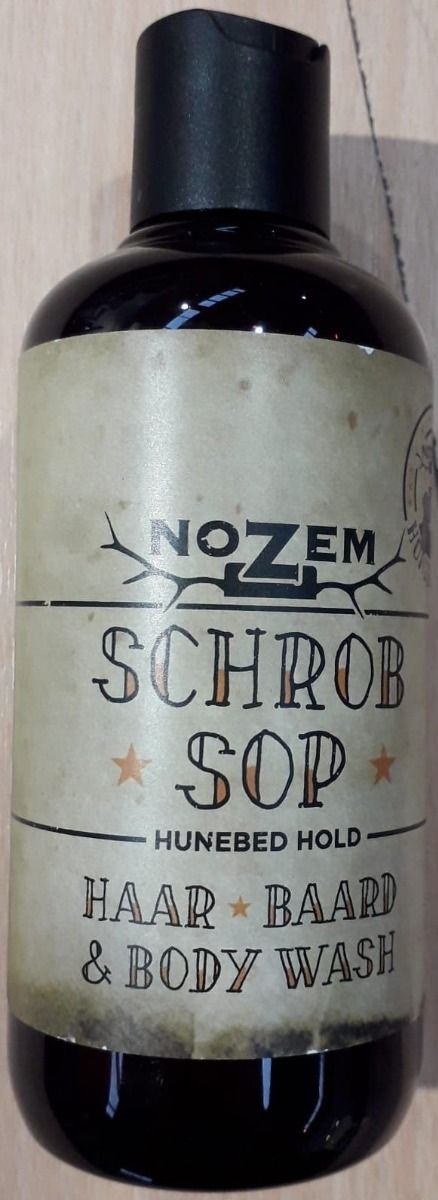 NOZEM
SCHROB
SOP
HUNEBED HOLD
HAAR BAARD
& BODY WASH